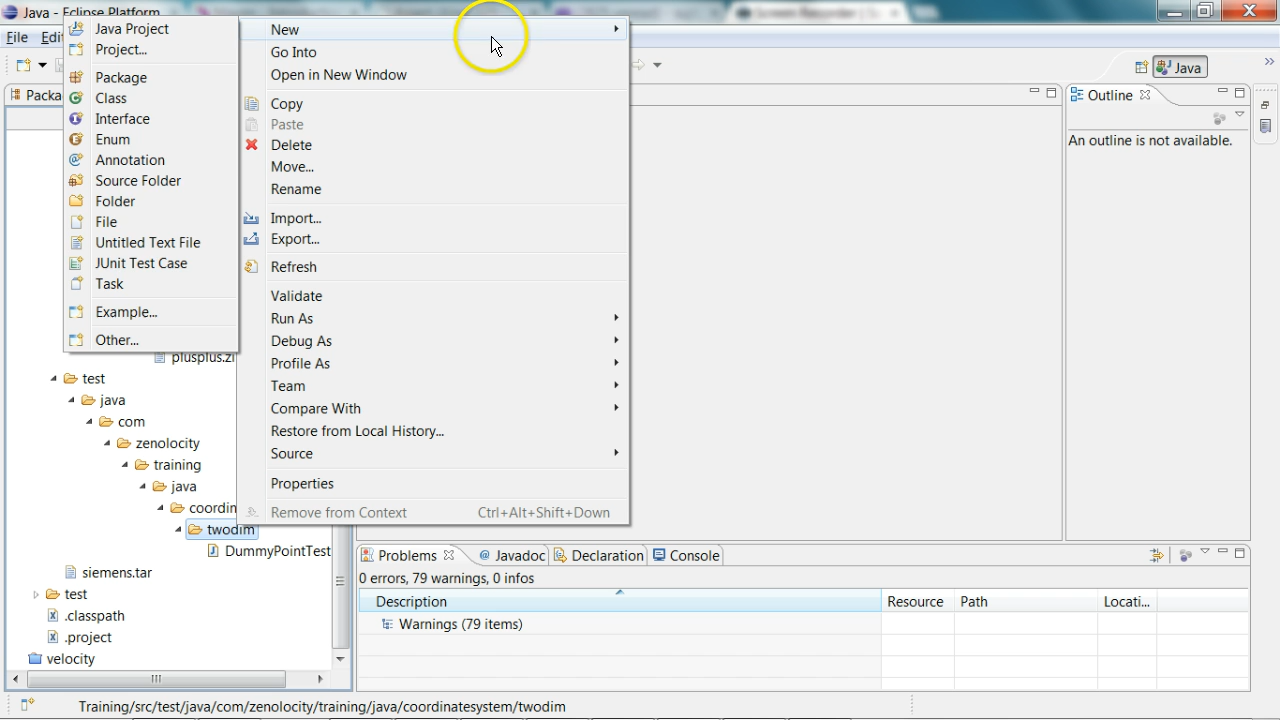 Java - Eclipse Platform
File Edi
Java
Packa
Java Project
Project...
Package
Class
Interface
Enum
Annotation
Source Folder
Folder
File
Untitled Text File
JUnit Test Case
Task
Example...
Other...
New
Go Into
Open in New Window
Copy
Paste
Delete
Move...
Rename
Import...
Export...
Refresh
Validate
Run As
Debug As
Profile As
Team
Compare With
Restore from Local History...
Source
Properties
Remove from Context Ctrl+Alt+Shift+Down
Outline
An outline is not available.
plusplus.zi
test
java
com
zenolocity
training
java
coordin
twodim
DummyPointTest
siemens.tar
test
.classpath
.project
velocity
Problems Javadoc Declaration Console
0 errors, 79 warnings, 0 infos
Description Resource Path Locati...
Warnings (79 items)
Training/src/test/java/com/zenolocity/training/java/coordinatesystem/twodim